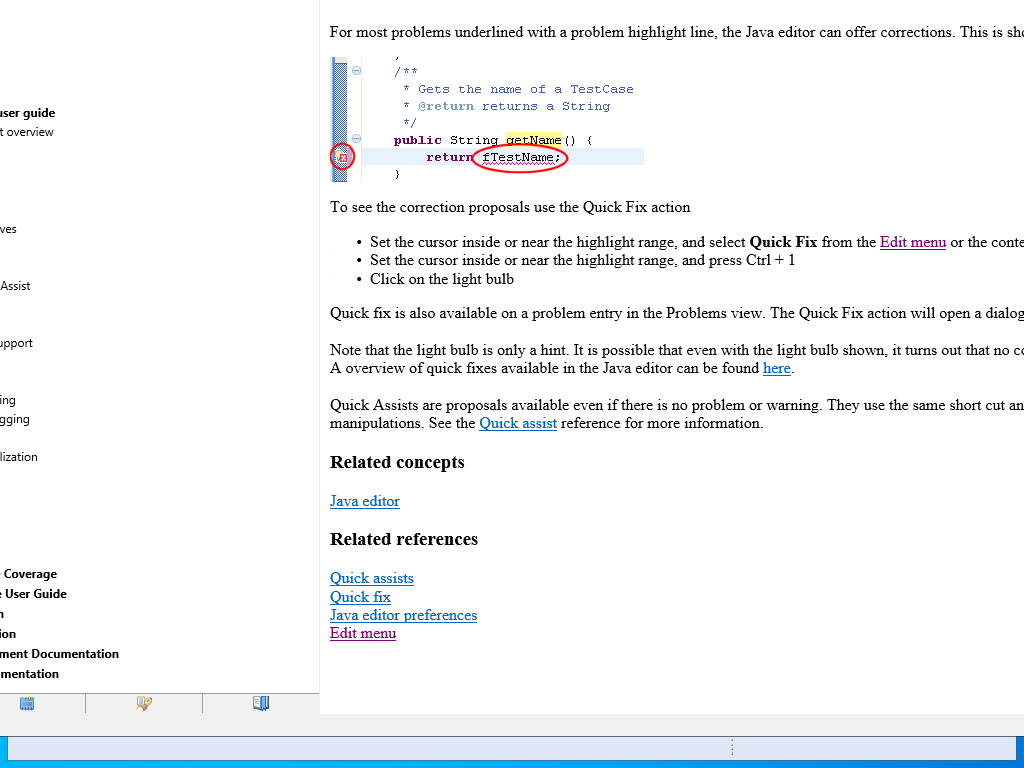 user guide
t overview
ves
Assist
upport
ing
gging
lization
Coverage
User Guide
ion
ment Documentation
mentation
For most problems underlined with a problem highlight line, the Java editor can offer corrections. This is sho
/**
* Gets the name of a TestCase
* @return returns a String
*/
public String getName() {
return fTestName;
}
To see the correction proposals use the Quick Fix action
• Set the cursor inside or near the highlight range, and select Quick Fix from the Edit menu or the conte
• Set the cursor inside or near the highlight range, and press Ctrl + 1
• Click on the light bulb
Quick fix is also available on a problem entry in the Problems view. The Quick Fix action will open a dialog
Note that the light bulb is only a hint. It is possible that even with the light bulb shown, it turns out that no co
A overview of quick fixes available in the Java editor can be found here.
Quick Assists are proposals available even if there is no problem or warning. They use the same short cut an
manipulations. See the Quick assist reference for more information.
Related concepts
Java editor
Related references
Quick assists
Quick fix
Java editor preferences
Edit menu